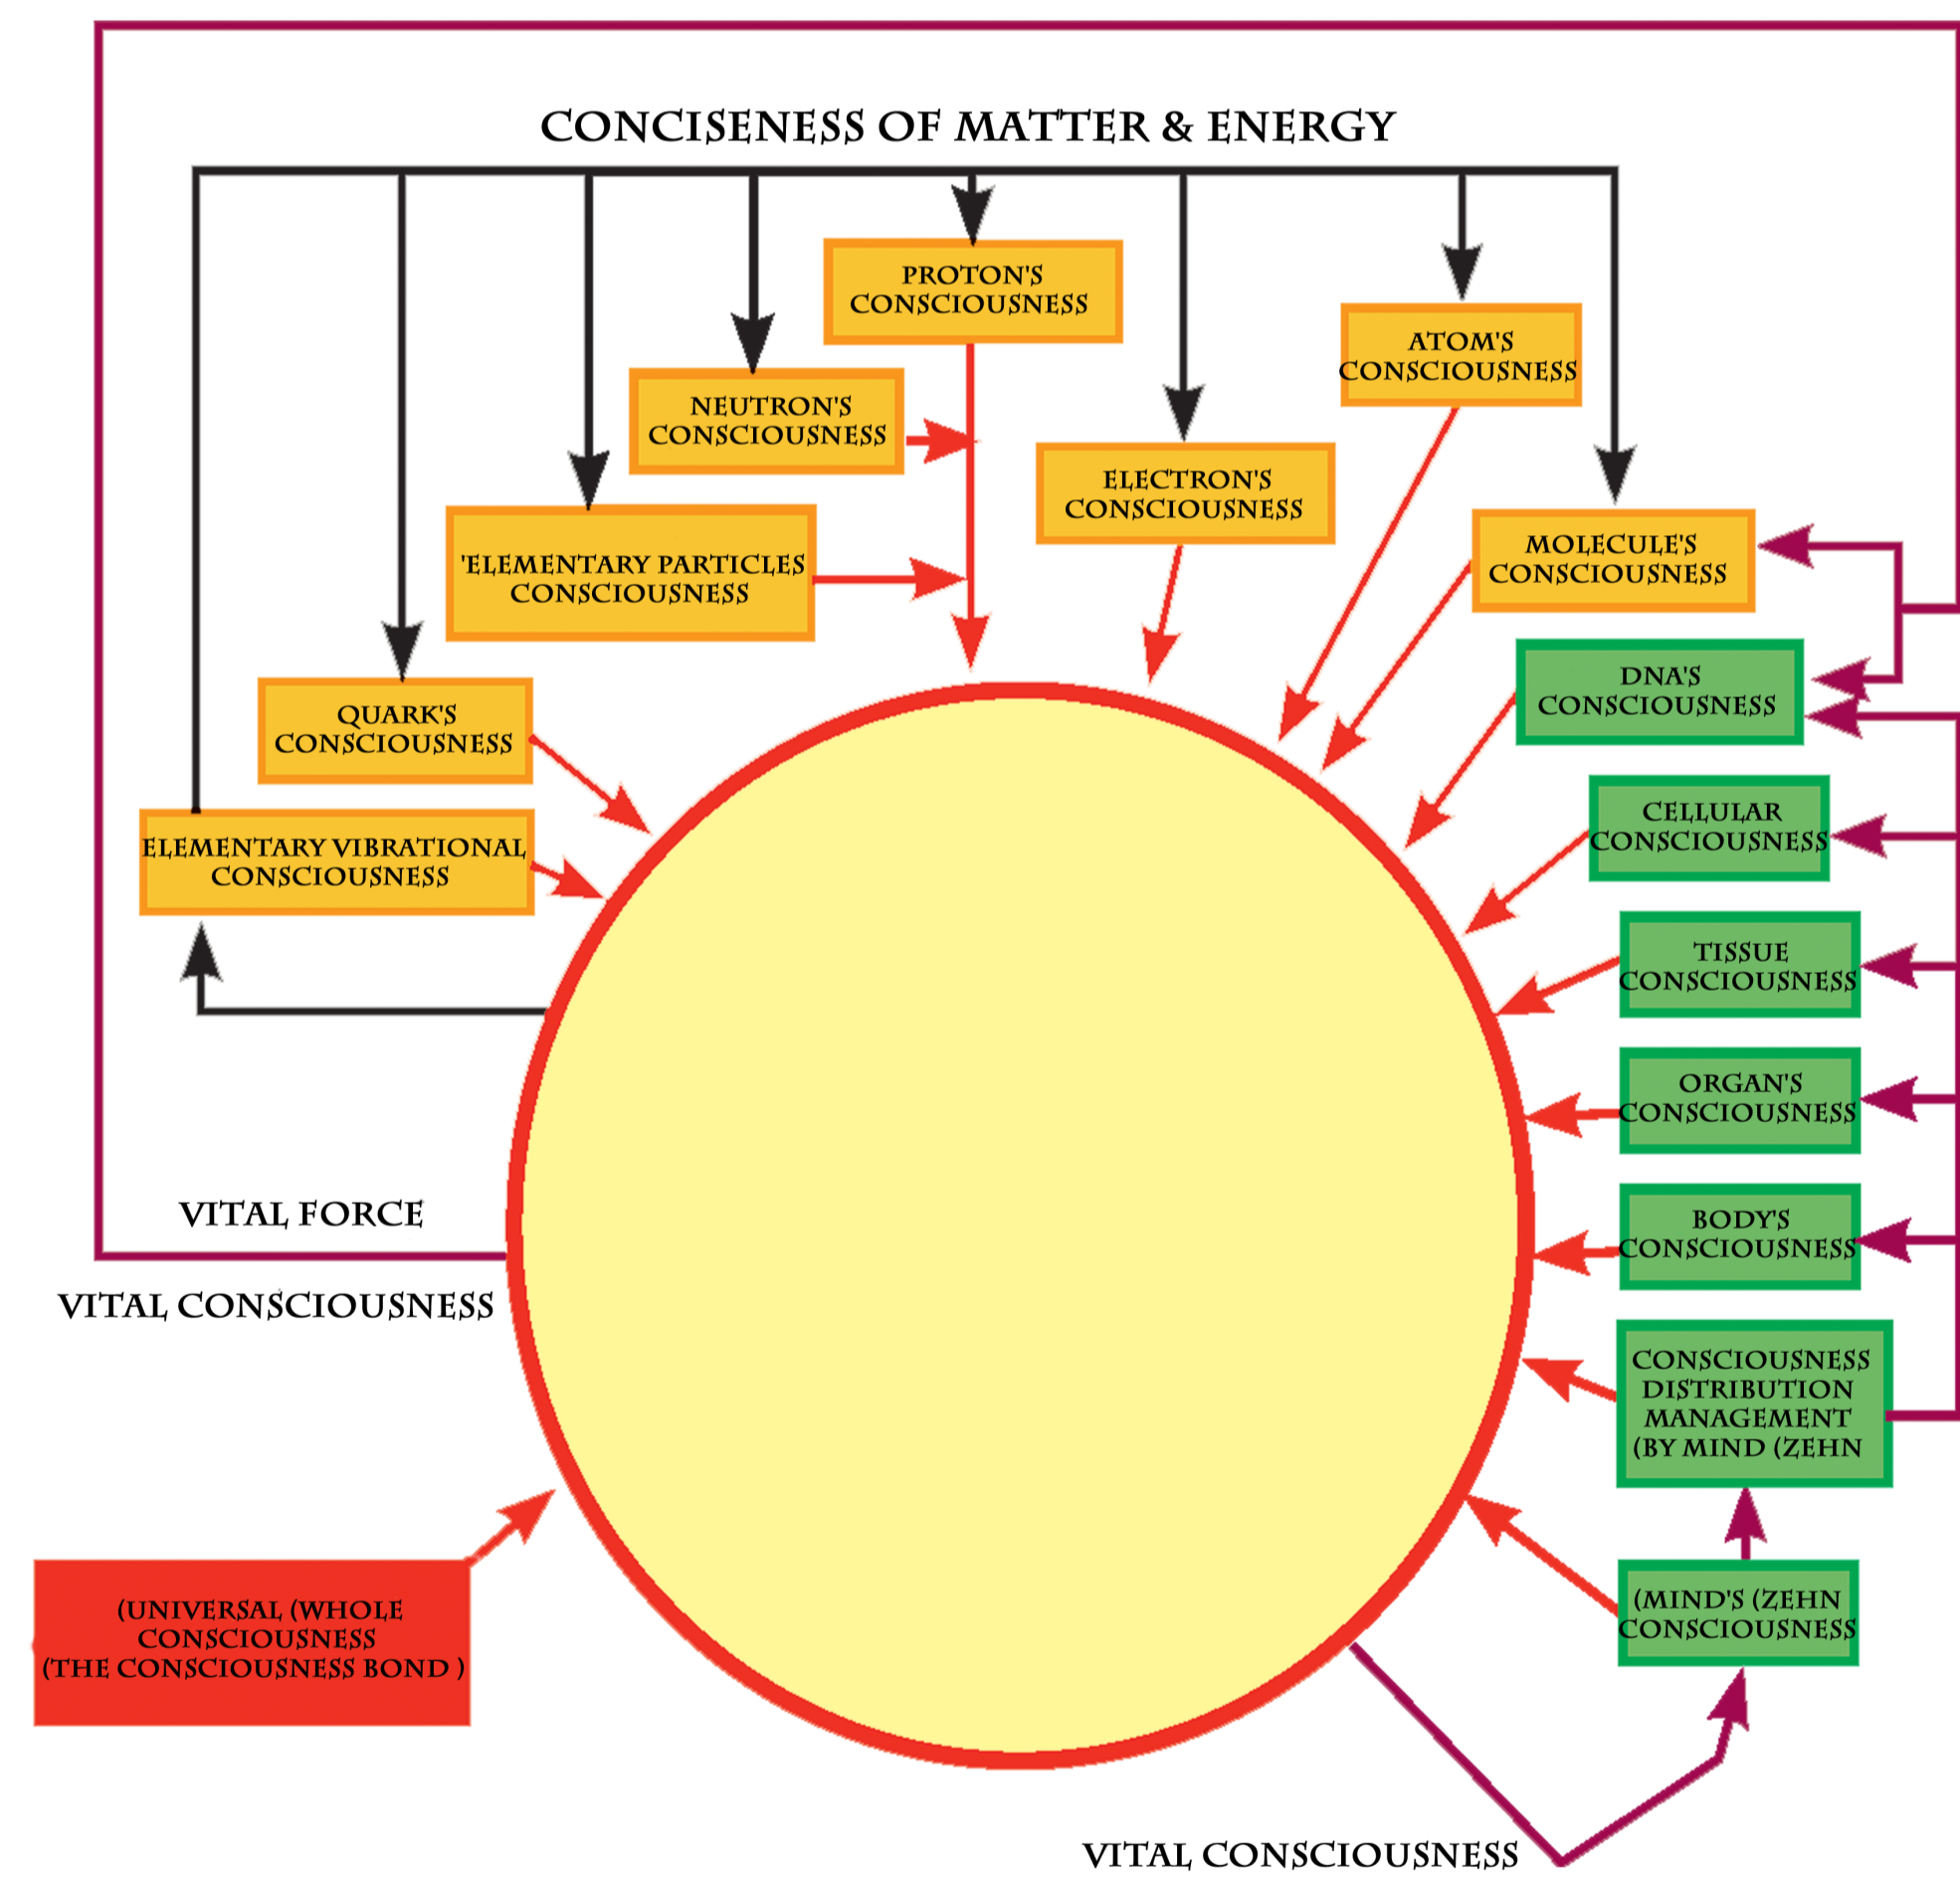 CONCISENESS OF MATTER & ENERGY
PROTON'S
CONSCIOUSNESS
ATOM'S
CONSCIOUSNESS
NEUTRON'S
CONSCIOUSNESS
ELECTRON'S
CONSCIOUSNESS
'ELEMENTARY PARTICLES
CONSCIOUSNESS
MOLECULE'S
CONSCIOUSNESS
QUARK'S
CONSCIOUSNESS
DNA'S
CONSCIOUSNESS
ELEMENTARY VIBRATIONAL
CONSCIOUSNESS
CELLULAR
CONSCIOUSNESS
TISSUE
CONSCIOUSNESS
ORGAN'S
CONSCIOUSNESS
VITAL FORCE
BODY'S
CONSCIOUSNESS
VITAL CONSCIOUSNESS
CONSCIOUSNESS
DISTRIBUTION
MANAGEMENT
(BY MIND (ZEHN
(UNIVERSAL (WHOLE
CONSCIOUSNESS
(THE CONSCIOUSNESS BOND )
(MIND'S (ZEHN
CONSCIOUSNESS
VITAL CONSCIOUSNESS